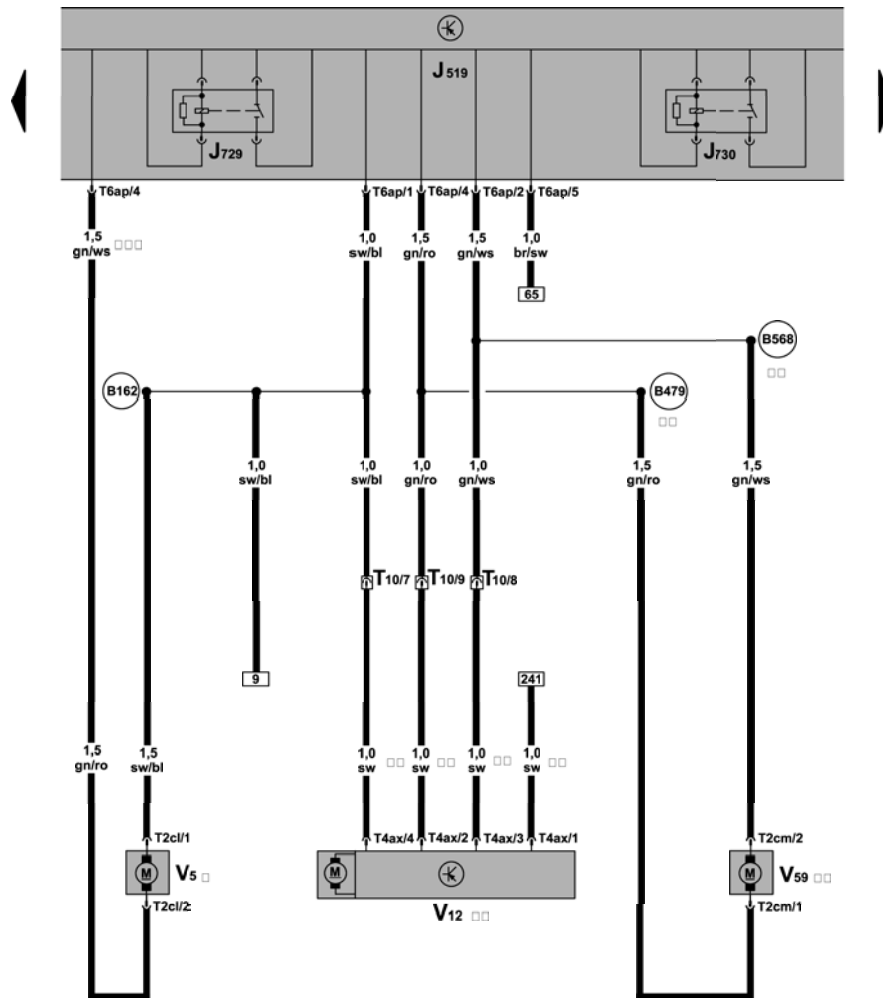 J519
J729
J730
T6ap/4
T6ap/1
T6ap/4
T6ap/2
T6ap/5
1,5
gn/ws
1,0
sw/bl
1,5
gn/ro
1,5
gn/ws
1,0
br/sw
65
B568
B162
B479
1,0
sw/bl
1,0
sw/bl
1,0
gn/ro
1,0
gn/ws
1,5
gn/ro
1,5
gn/ws
T10/7
T10/9
T10/8
9
241
1,5
gn/ro
1,5
sw/bl
1,0
sw
1,0
sw
1,0
sw
1,0
sw
T2cl/1
T4ax/4
T4ax/2
T4ax/3
T4ax/1
T2cm/2
M
V5
M
M
V59
T2cl/2
V12
T2cm/1